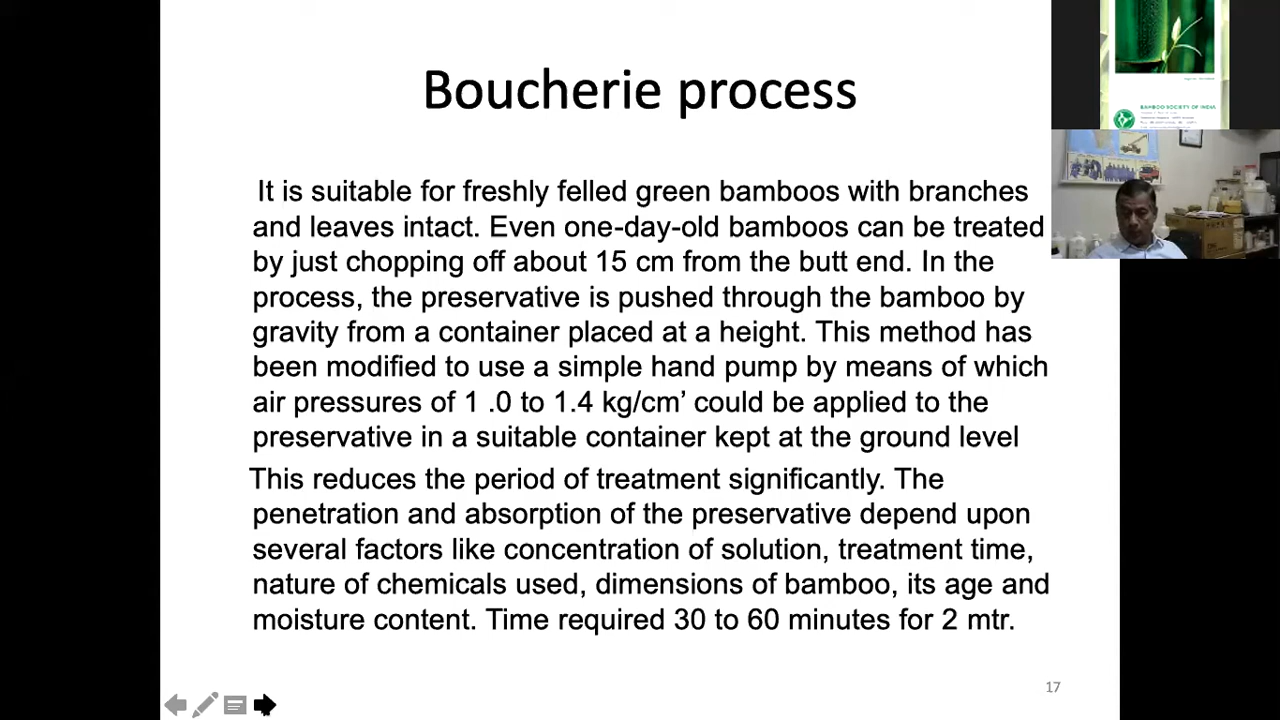 Boucherie process
It is suitable for freshly felled green bamboos with branches
and leaves intact. Even one-day-old bamboos can be treated
by just chopping off about 15 cm from the butt end. In the
process, the preservative is pushed through the bamboo by
gravity from a container placed at a height. This method has
been modified to use a simple hand pump by means of which
air pressures of 1 .0 to 1.4 kg/cm’ could be applied to the
preservative in a suitable container kept at the ground level
This reduces the period of treatment significantly. The
penetration and absorption of the preservative depend upon
several factors like concentration of solution, treatment time,
nature of chemicals used, dimensions of bamboo, its age and
moisture content. Time required 30 to 60 minutes for 2 mtr.
17
BAMBOO SOCIETY OF INDIA